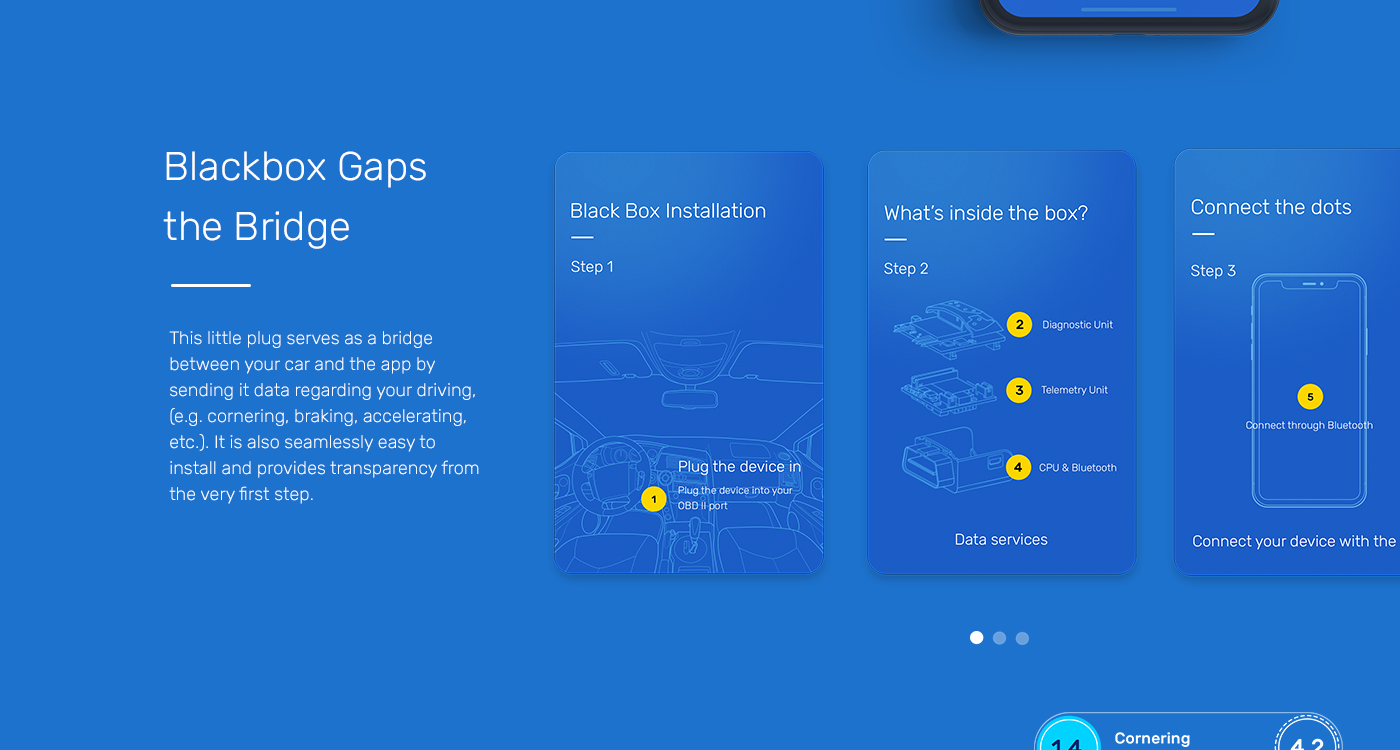 Blackbox Gaps
the Bridge
This little plug serves as a bridge
between your car and the app by
sending it data regarding your driving,
(e.g. cornering, braking, accelerating,
etc.). It is also seamlessly easy to
install and provides transparency from
the very first step.
Black Box Installation
Step 1
Plug the device in
1
Plug the device into your
OBD II port
What's inside the box?
Step 2
2 Diagnostic Unit
3 Telemetry Unit
4 CPU & Bluetooth
Data services
Connect the dots
Step 3
5
Connect through Bluetooth
Connect your device with the
14 Cornering 4.2